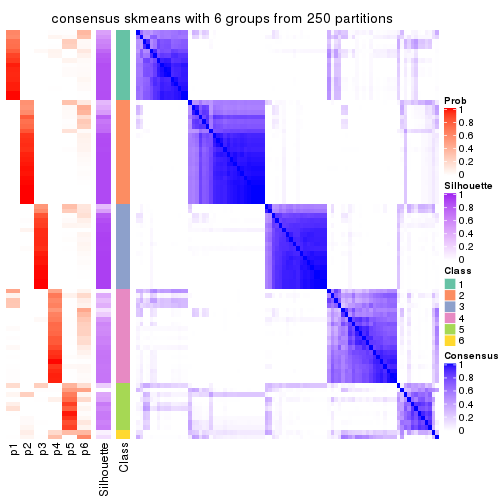 consensus skmeans with 6 groups from 250 partitions
Prob
1
0.8
0.6
0.4
0.2
0
Silhouette
1
0.8
0.6
0.4
0.2
0
Class
1
2
3
4
5
6
Consensus
1
0.8
0.6
0.4
0.2
0
p1
p2
p3
p4
p5
p6
Silhouette
Class